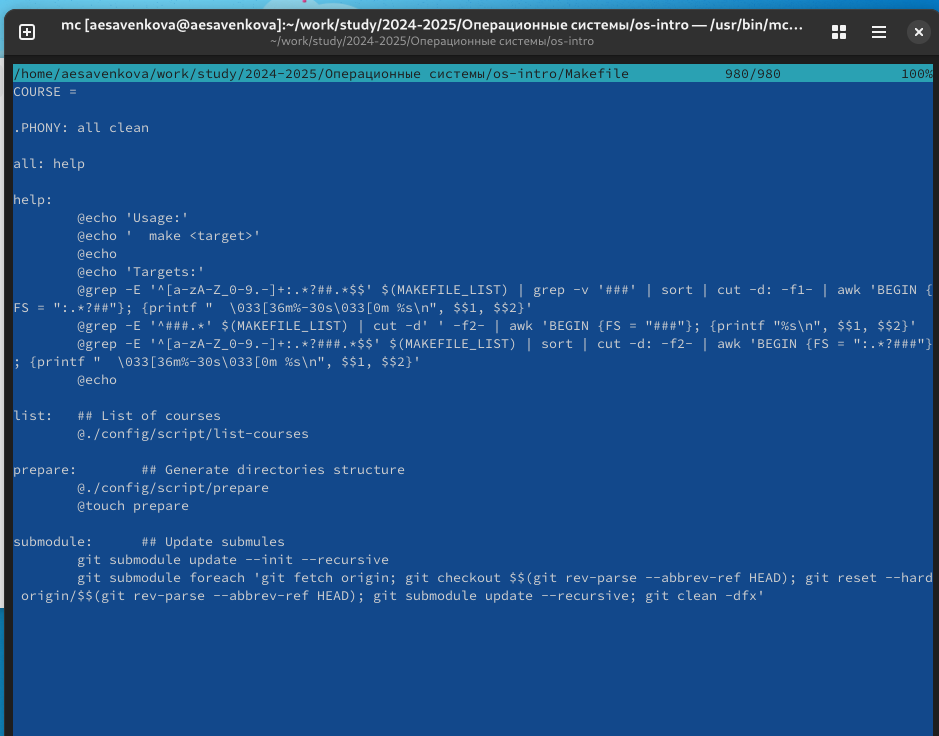 mc [aesavenkova@aesavenkova]:~/work/study/2024-2025/Операционные системы/os-intro — /usr/bin/mc...
~/work/study/2024-2025/Операционные системы/os-intro
/home/aesavenkova/work/study/2024-2025/Операционные системы/os-intro/Makefile 980/980 100%
COURSE =
.PHONY: all clean
all: help
help:
@echo 'Usage:'
@echo '  make <target>'
@echo
@echo 'Targets:'
@grep -E '^[a-zA-Z_0-9.-]+:.*?##.*$$' $(MAKEFILE_LIST) | grep -v '###' | sort | cut -d: -f1- | awk 'BEGIN {
FS = ":.*?##"}; {printf "  \033[36m%-30s\033[0m %s\n", $$1, $$2}'
@grep -E '^###.*' $(MAKEFILE_LIST) | cut -d' ' -f2- | awk 'BEGIN {FS = "###"}; {printf "%s\n", $$1, $$2}'
@grep -E '^[a-zA-Z_0-9.-]+:.*?###.*$$' $(MAKEFILE_LIST) | sort | cut -d: -f2- | awk 'BEGIN {FS = ":.*?###"}
; {printf "  \033[36m%-30s\033[0m %s\n", $$1, $$2}'
@echo
list:   ## List of courses
@./config/script/list-courses
prepare:        ## Generate directories structure
@./config/script/prepare
@touch prepare
submodule:      ## Update submules
git submodule update --init --recursive
git submodule foreach 'git fetch origin; git checkout $$(git rev-parse --abbrev-ref HEAD); git reset --hard
origin/$$(git rev-parse --abbrev-ref HEAD); git submodule update --recursive; git clean -dfx'